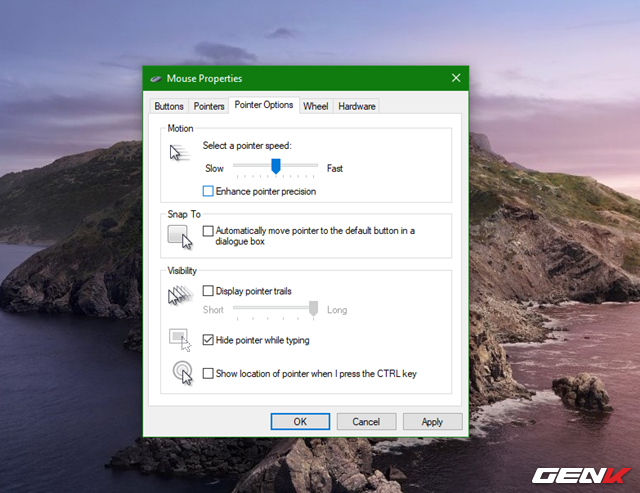 Mouse Properties
Buttons Pointers Pointer Options Wheel Hardware
Motion
Select a pointer speed:
Slow Fast
Enhance pointer precision
Snap To
Automatically move pointer to the default button in a
dialogue box
Visibility
Display pointer trails
Short Long
Hide pointer while typing
Show location of pointer when I press the CTRL key
OK Cancel Apply
GENK